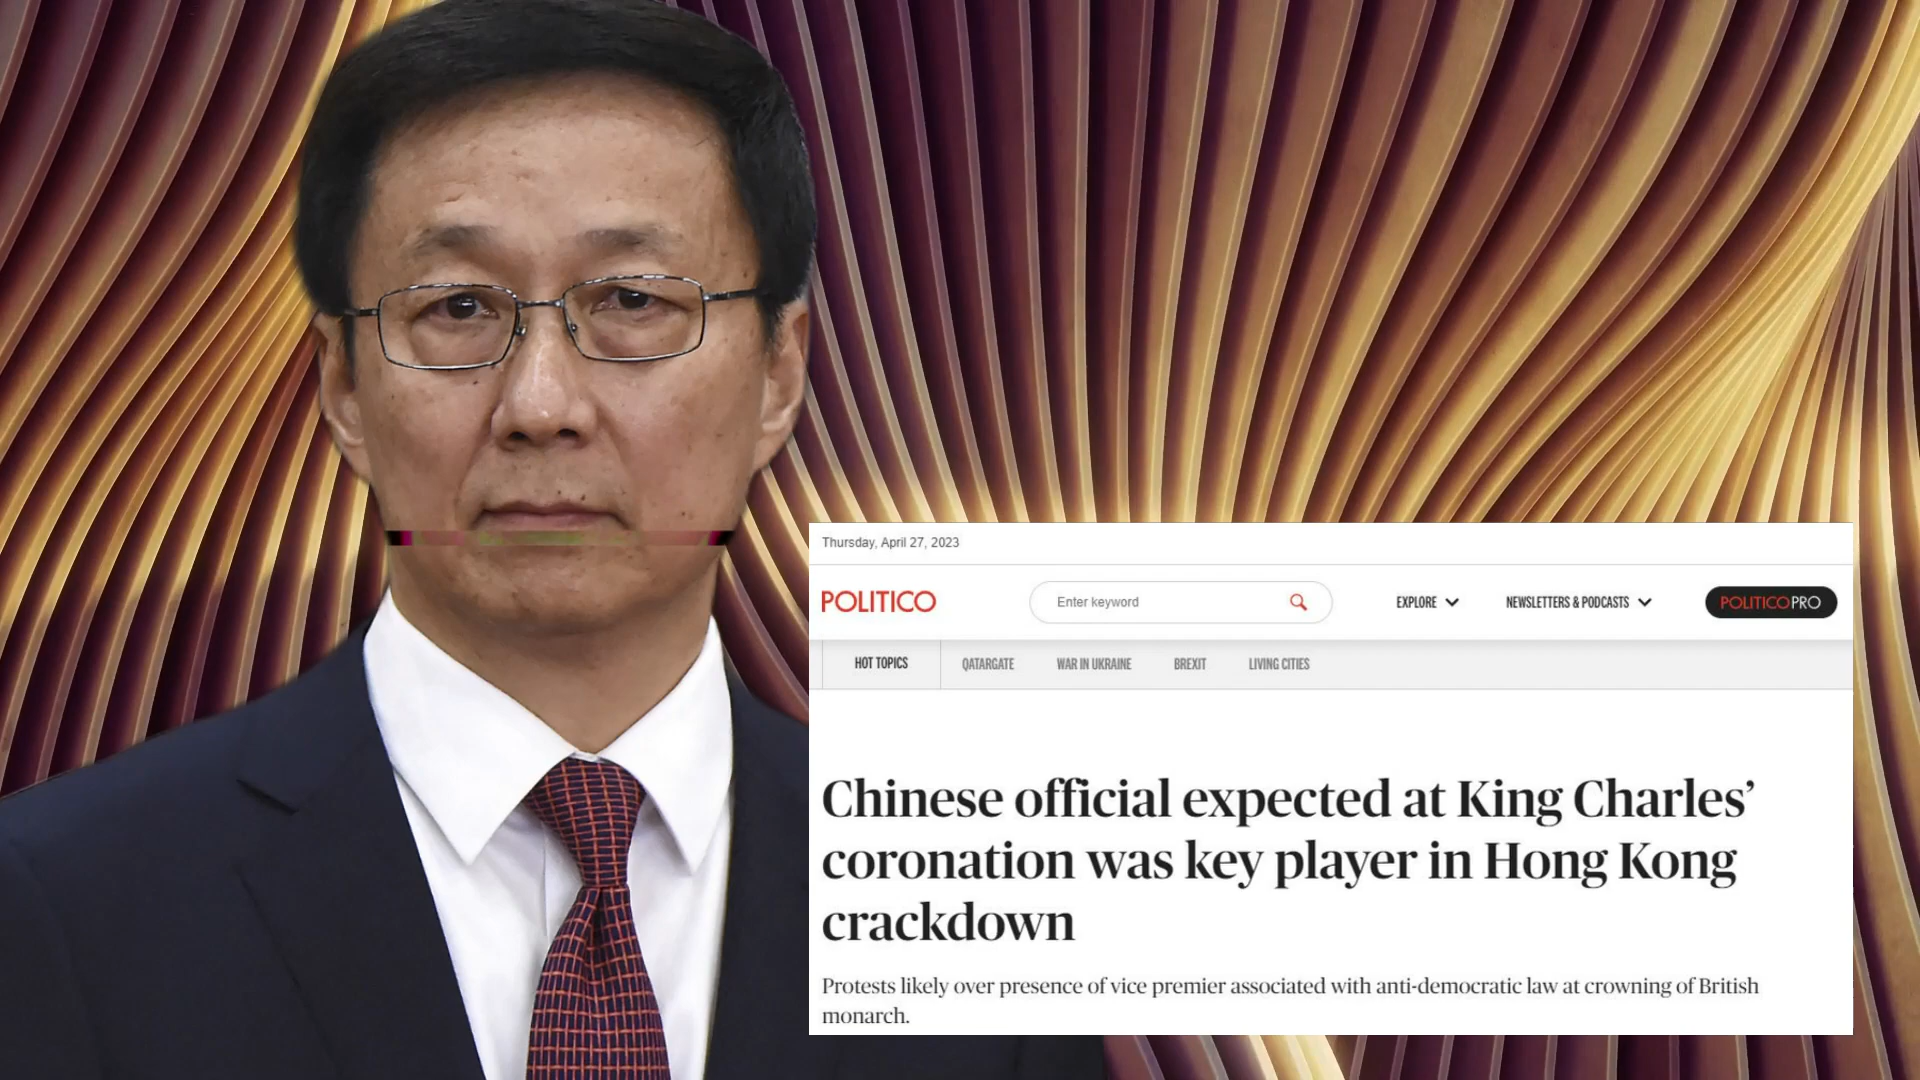 Thursday, April 27, 2023
POLITICO
Enter keyword
EXPLORE
NEWSLETTERS & PODCASTS
POLITICOPRO
HOT TOPICS
QATARGATE
WAR IN UKRAINE
BREXIT
LIVING CITIES
Chinese official expected at King Charles’
coronation was key player in Hong Kong
crackdown
Protests likely over presence of vice premier associated with anti-democratic law at crowning of British
monarch.